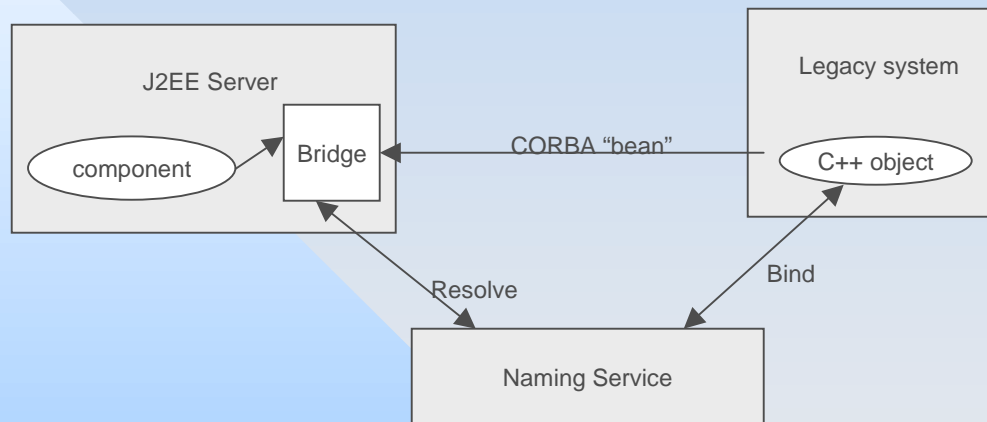 J2EE Server
Legacy system
component
Bridge
CORBA “bean”
C++ object
Resolve
Bind
Naming Service